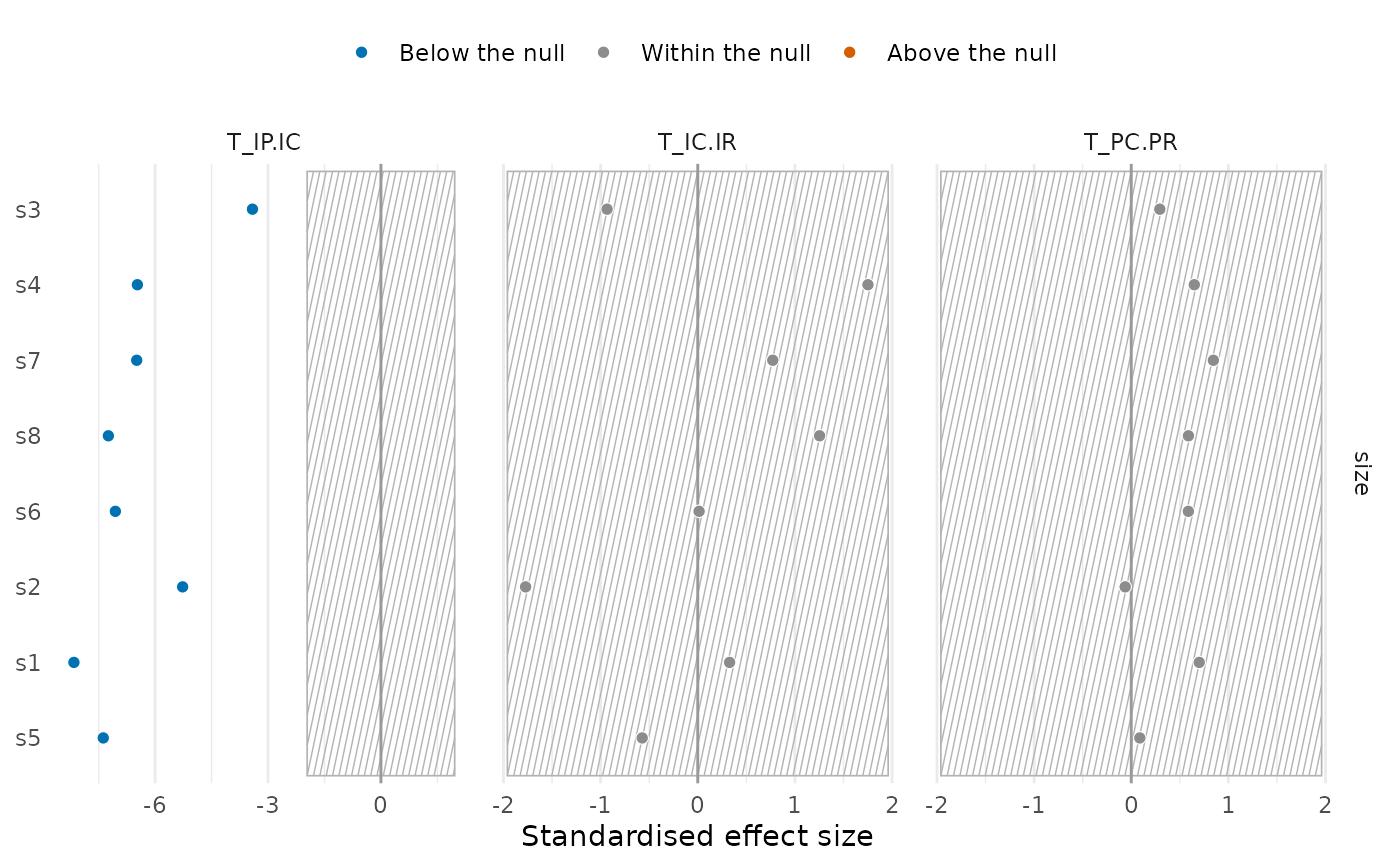 Below the null Within the null Above the null
T_IP.IC T_IC.IR T_PC.PR
s3
s4
s7
s8
s6
s2
s1
s5
size
-6 -3 0 -2 -1 0 1 2 -2 -1 0 1 2
Standardised effect size